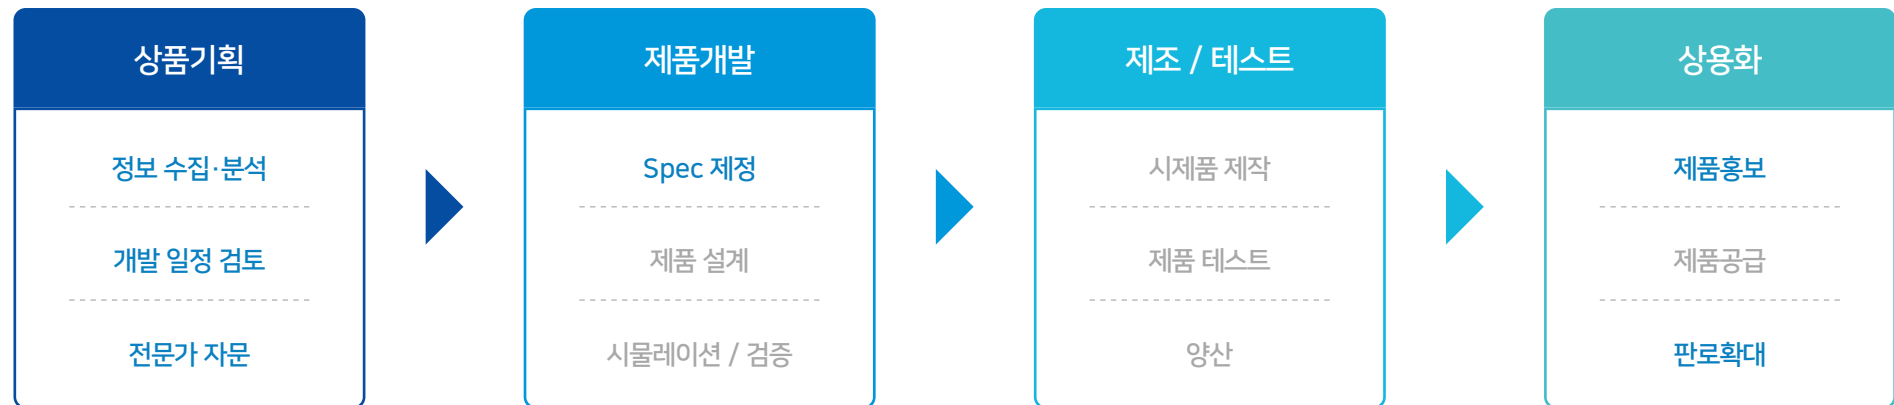 상품기획
정보 수집·분석
개발 일정 검토
전문가 자문
제품개발
Spec 제정
제품 설계
시물레이션 / 검증
제조 / 테스트
시제품 제작
제품 테스트
양산
상용화
제품홍보
제품공급
판로확대